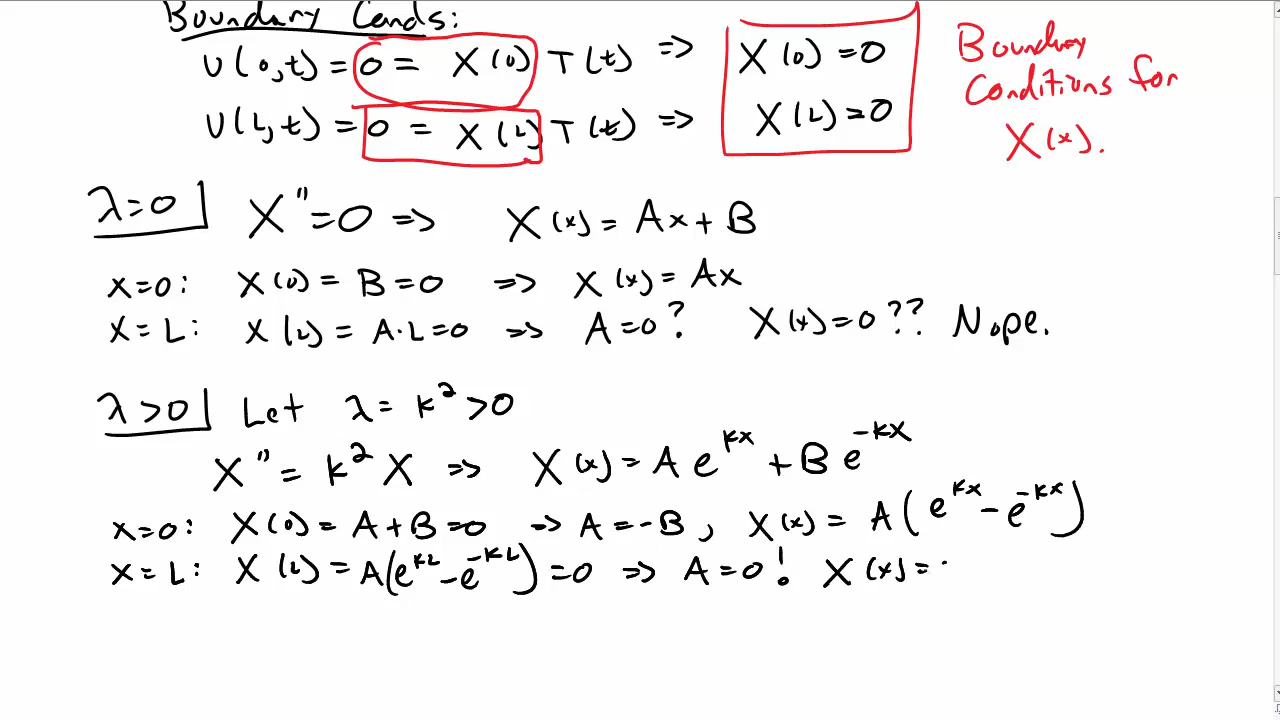 Boundary Conds:
U(0,t) = 0 = X(0) T(t) => X(0) = 0
U(L,t) = 0 = X(L) T(t) => X(L) = 0
Boundary
Conditions for
X(x).
λ=0 X''=0 => X(x) = Ax + B
x=0: X(0) = B = 0 => X(x) = Ax
x=L: X(L) = A·L = 0 => A = 0? X(x) = 0?? Nope.
λ>0 Let λ = k² > 0
X'' = k² X => X(x) = A e^{kx} + B e^{-kx}
x=0: X(0) = A + B = 0 => A = -B, X(x) = A(e^{kx} - e^{-kx})
x=L: X(L) = A(e^{kL} - e^{-kL}) = 0 => A = 0! X(x) =